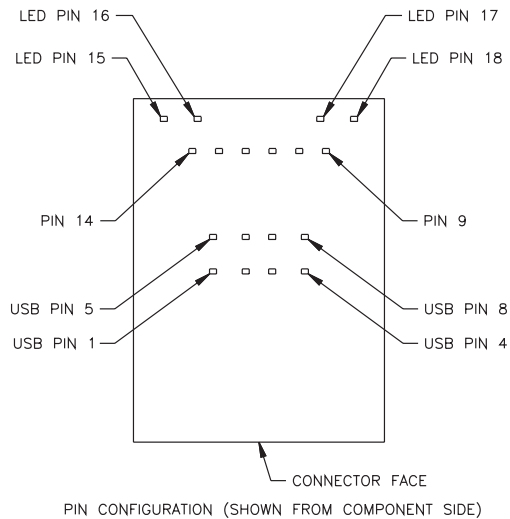 LED PIN 16
LED PIN 17
LED PIN 15
LED PIN 18
PIN 14
PIN 9
USB PIN 5
USB PIN 8
USB PIN 1
USB PIN 4
CONNECTOR FACE
PIN CONFIGURATION (SHOWN FROM COMPONENT SIDE)